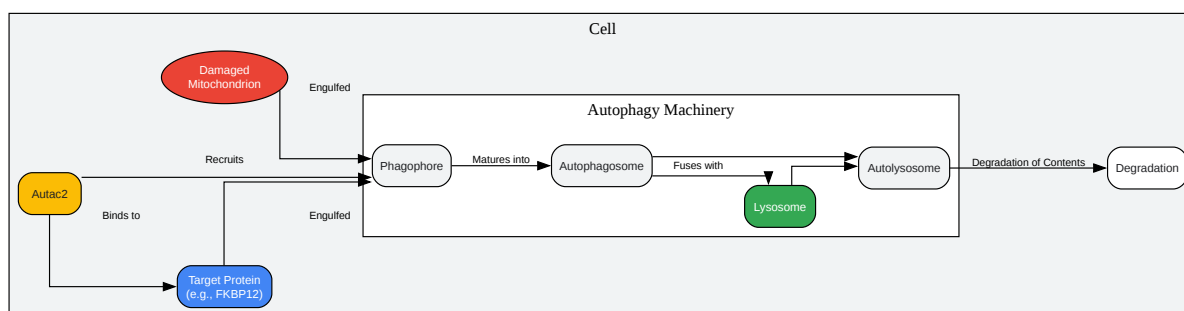 Cell
Damaged
Mitochondrion
Engulfed
Autophagy Machinery
Recruits
Phagophore
Matures into
Autophagosome
Fuses with
Autolysosome
Degradation of Contents
Degradation
Autac2
Binds to
Engulfed
Lysosome
Target Protein
(e.g., FKBP12)